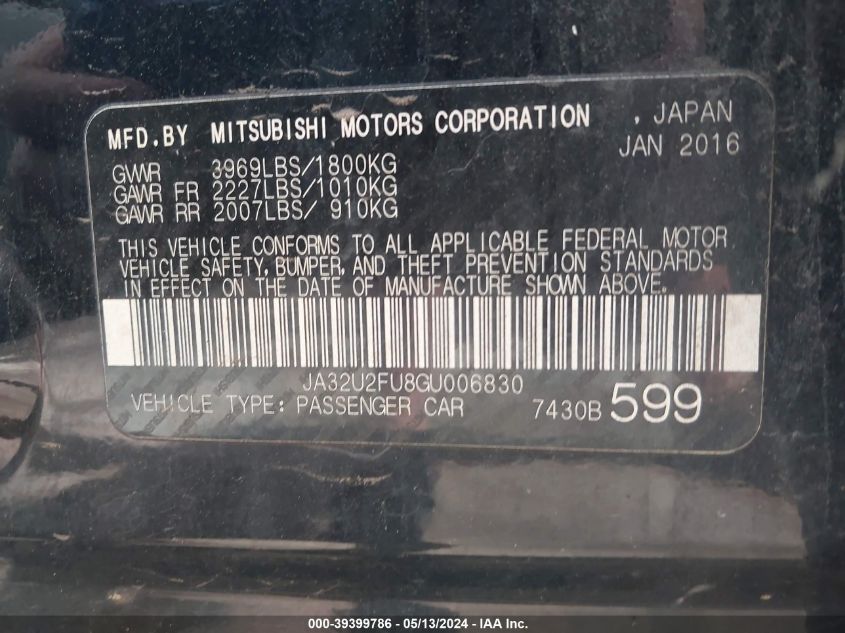 MFD.BY MITSUBISHI MOTORS CORPORATION , JAPAN
JAN 2016
GVWR 3969LBS/1800KG
GAWR FR 2227LBS/1010KG
GAWR RR 2007LBS/ 910KG
THIS VEHICLE CONFORMS TO ALL APPLICABLE FEDERAL MOTOR
VEHICLE SAFETY, BUMPER, AND THEFT PREVENTION STANDARDS
IN EFFECT ON THE DATE OF MANUFACTURE SHOWN ABOVE.
JA32U2FU8GU006830
VEHICLE TYPE: PASSENGER CAR 7430B 599
000-39399786 - 05/13/2024 - IAA Inc.